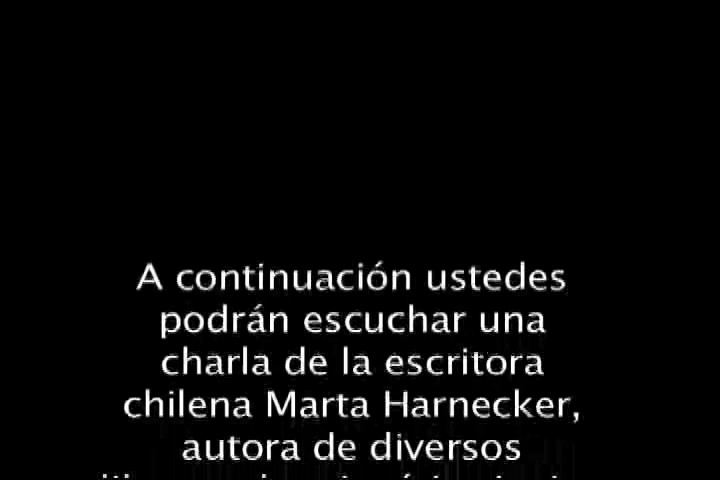 A continuación ustedes
podrán escuchar una
charla de la escritora
chilena Marta Harnecker,
autora de diversos